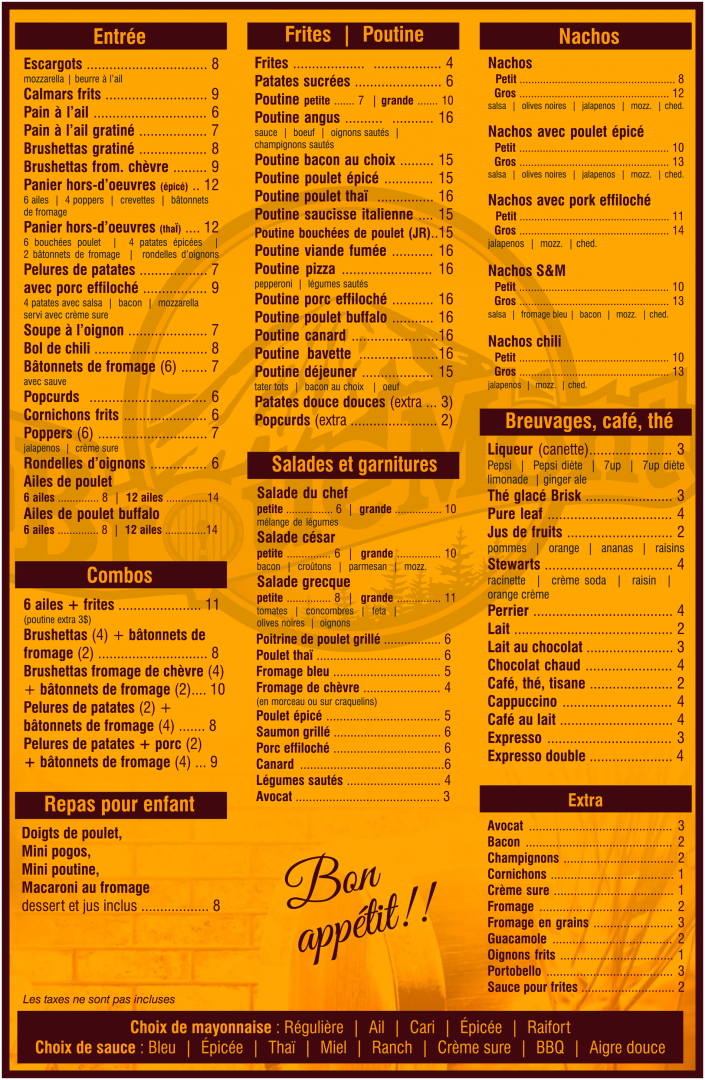 Entrée
Escargots ................................ 8
mozzarella | beurre à l'ail
Calmars frits ........................... 9
Pain à l'ail .............................. 6
Pain à l'ail gratiné .................. 7
Brushettas gratiné .................. 8
Brushettas from. chèvre ......... 9
Panier hors-d'oeuvres (épicé) .. 12
6 ailes | 4 poppers | crevettes | bâtonnets
de fromage
Panier hors-d'oeuvres (thaï) .... 12
6 bouchées poulet | 4 patates épicées |
2 bâtonnets de fromage | rondelles d'oignons
Pelures de patates .................. 7
avec porc effiloché ................. 9
4 patates avec salsa | bacon | mozzarella
servi avec crème sure
Soupe à l'oignon ..................... 7
Bol de chili .............................. 8
Bâtonnets de fromage (6) ....... 7
avec sauve
Popcurds ............................... 6
Cornichons frits ...................... 6
Poppers (6) ............................. 7
jalapenos | crème sure
Rondelles d'oignons ............... 6
Ailes de poulet
6 ailes ............. 8 | 12 ailes .............14
Ailes de poulet buffalo
6 ailes ............. 8 | 12 ailes .............14
Combos
6 ailes + frites ...................... 11
(poutine extra 3$)
Brushettas (4) + bâtonnets de
fromage (2) ............................. 8
Brushettas fromage de chèvre (4)
+ bâtonnets de fromage (2).... 10
Pelures de patates (2) +
bâtonnets de fromage (4) ....... 8
Pelures de patates + porc (2)
+ bâtonnets de fromage (4) ... 9
Repas pour enfant
Doigts de poulet,
Mini pogos,
Mini poutine,
Macaroni au fromage
dessert et jus inclus .................. 8
Les taxes ne sont pas incluses
Frites | Poutine
Frites ................... .................. 4
Patates sucrées ....................... 6
Poutine petite ....... 7 | grande ....... 10
Poutine angus .......... ........... 16
sauce | boeuf | oignons sautés |
champignons sautés
Poutine bacon au choix ......... 15
Poutine poulet épicé ............. 15
Poutine poulet thaï ............... 16
Poutine saucisse italienne .... 15
Poutine bouchées de poulet (JR)..15
Poutine viande fumée ........... 16
Poutine pizza ........................ 16
pepperoni | légumes sautés
Poutine porc effiloché ........... 16
Poutine poulet buffalo ........... 16
Poutine canard .......................16
Poutine bavette .....................16
Poutine déjeuner .................... 15
tater tots | bacon au choix | oeuf
Patates douce douces (extra ... 3)
Popcurds (extra ....................... 2)
Salades et garnitures
Salade du chef
petite ............... 6 | grande ............... 10
mélange de légumes
Salade césar
petite .............. 6 | grande .............. 10
bacon | croûtons | parmesan | mozz.
Salade grecque
petite .............. 8 | grande .............. 11
tomates | concombres | feta |
olives noires | oignons
Poitrine de poulet grillé ............... 6
Poulet thaï ................................. 6
Fromage bleu ............................. 5
Fromage de chèvre ..................... 4
(en morceau ou sur craquelins)
Poulet épicé ............................... 5
Saumon grillé ............................. 6
Porc effiloché ............................. 6
Canard .......................................6
Légumes sautés ......................... 4
Avocat ....................................... 3
Bon
appétit!!
Nachos
Nachos
Petit ................................................ 8
Gros ................................................ 12
salsa | olives noires | jalapenos | mozz. | ched.
Nachos avec poulet épicé
Petit ................................................ 10
Gros ................................................ 13
salsa | olives noires | jalapenos | mozz. | ched.
Nachos avec pork effiloché
Petit ................................................ 11
Gros ................................................ 14
jalapenos | mozz. | ched.
Nachos S&M
Petit ................................................ 10
Gros ................................................ 13
salsa | fromage bleu | bacon | mozz. | ched.
Nachos chili
Petit ................................................ 10
Gros ................................................ 13
jalapenos | mozz. | ched.
Breuvages, café, thé
Liqueur (canette)...................... 3
Pepsi | Pepsi diète | 7up | 7up diète
limonade | ginger ale
Thé glacé Brisk ....................... 3
Pure leaf ................................. 4
Jus de fruits ............................ 2
pommes | orange | ananas | raisins
Stewarts .................................. 4
racinette | crème soda | raisin |
orange crème
Perrier ..................................... 4
Lait .......................................... 2
Lait au chocolat ....................... 3
Chocolat chaud ....................... 4
Café, thé, tisane ...................... 2
Cappuccino ............................. 4
Café au lait .............................. 4
Expresso ................................. 3
Expresso double ...................... 4
Extra
Avocat ....................................... 3
Bacon ........................................ 2
Champignons ............................. 2
Cornichons ................................. 1
Crème sure ................................. 1
Fromage ..................................... 2
Fromage en grains ...................... 3
Guacamole ................................. 2
Oignons frits ............................... 1
Portobello ................................... 3
Sauce pour frites ......................... 2
Choix de mayonnaise : Régulière | Ail | Cari | Épicée | Raifort
Choix de sauce : Bleu | Épicée | Thaï | Miel | Ranch | Crème sure | BBQ | Aigre douce